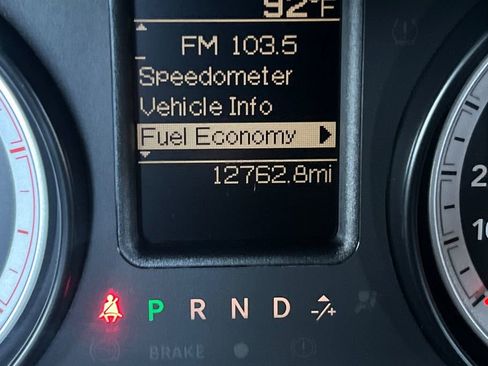 92°F
FM 103.5
Speedometer
Vehicle Info
Fuel Economy
12762.8mi
P R N D -/+
BRAKE